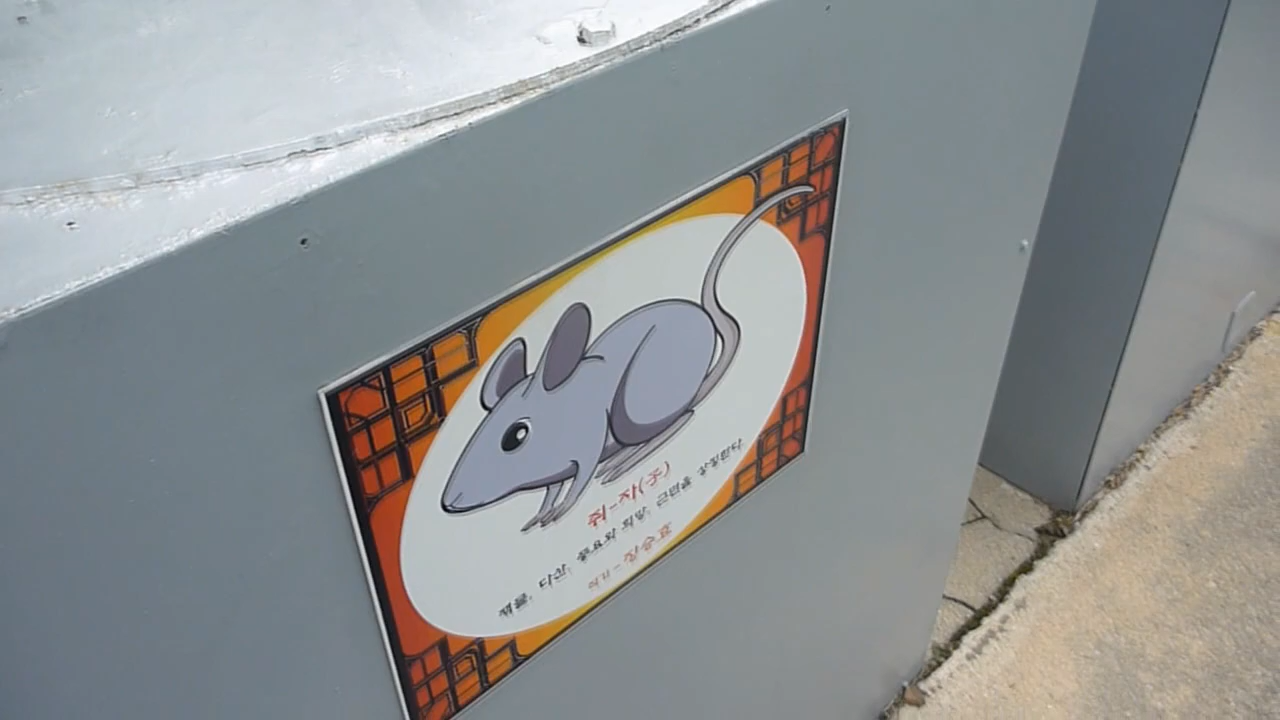 쥐-자(子)
재물, 다산, 풍요와 희망, 근면을 상징한다.